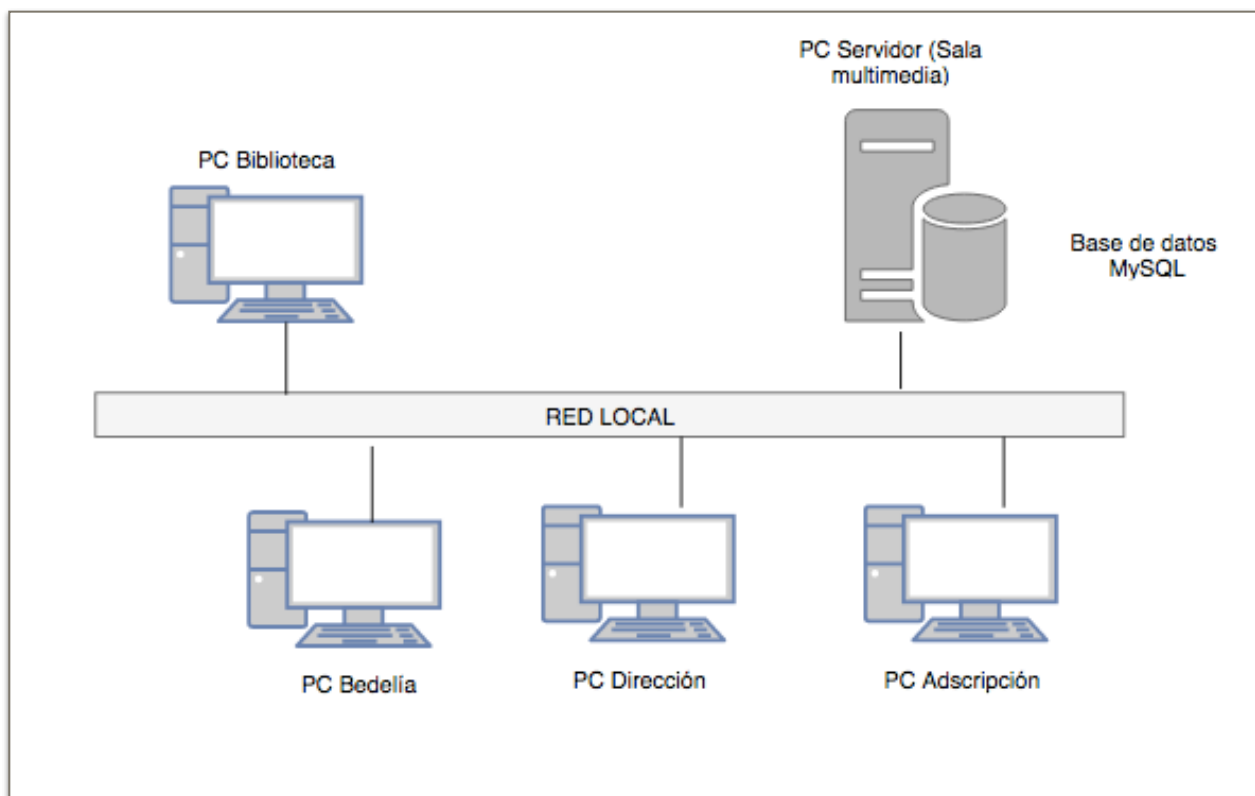 PC Servidor (Sala
multimedia)
PC Biblioteca
Base de datos
MySQL
RED LOCAL
PC Bedelía
PC Dirección
PC Adscripción